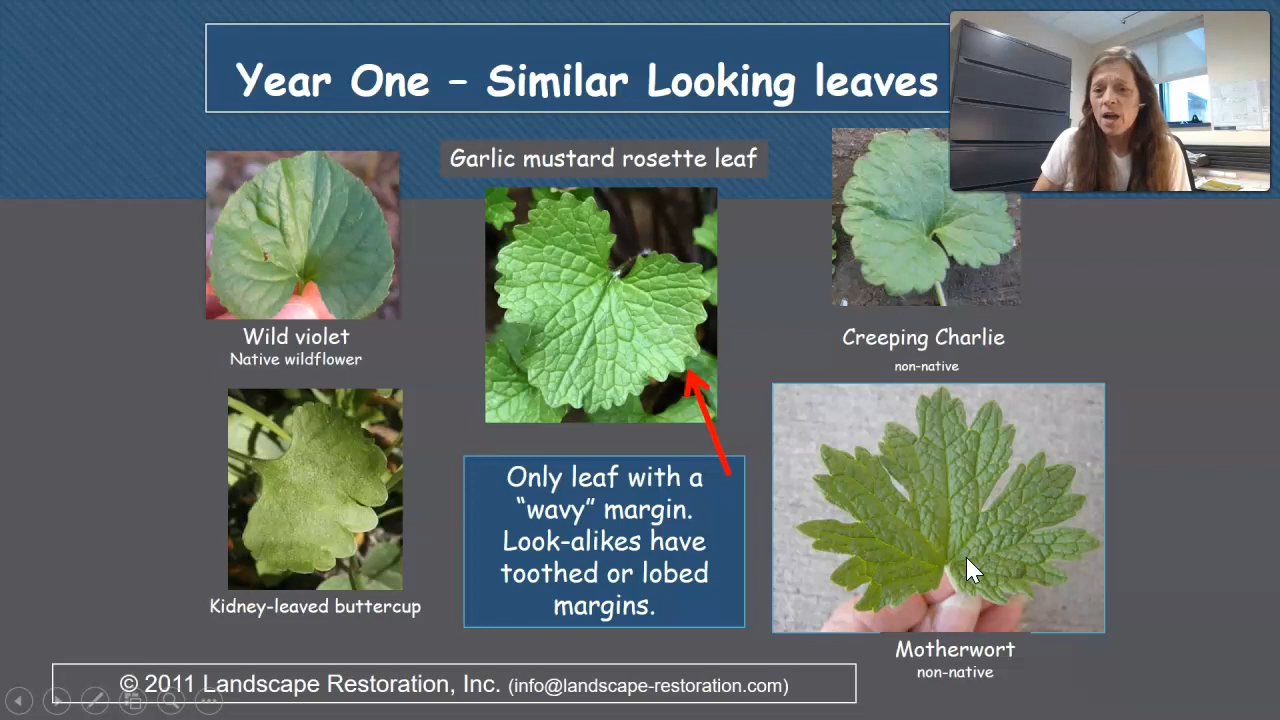 Year One – Similar Looking leaves
Garlic mustard rosette leaf
Wild violet
Native wildflower
Creeping Charlie
non-native
Kidney-leaved buttercup
Only leaf with a
“wavy” margin.
Look-alikes have
toothed or lobed
margins.
Motherwort
non-native
© 2011 Landscape Restoration, Inc. (info@landscape-restoration.com)